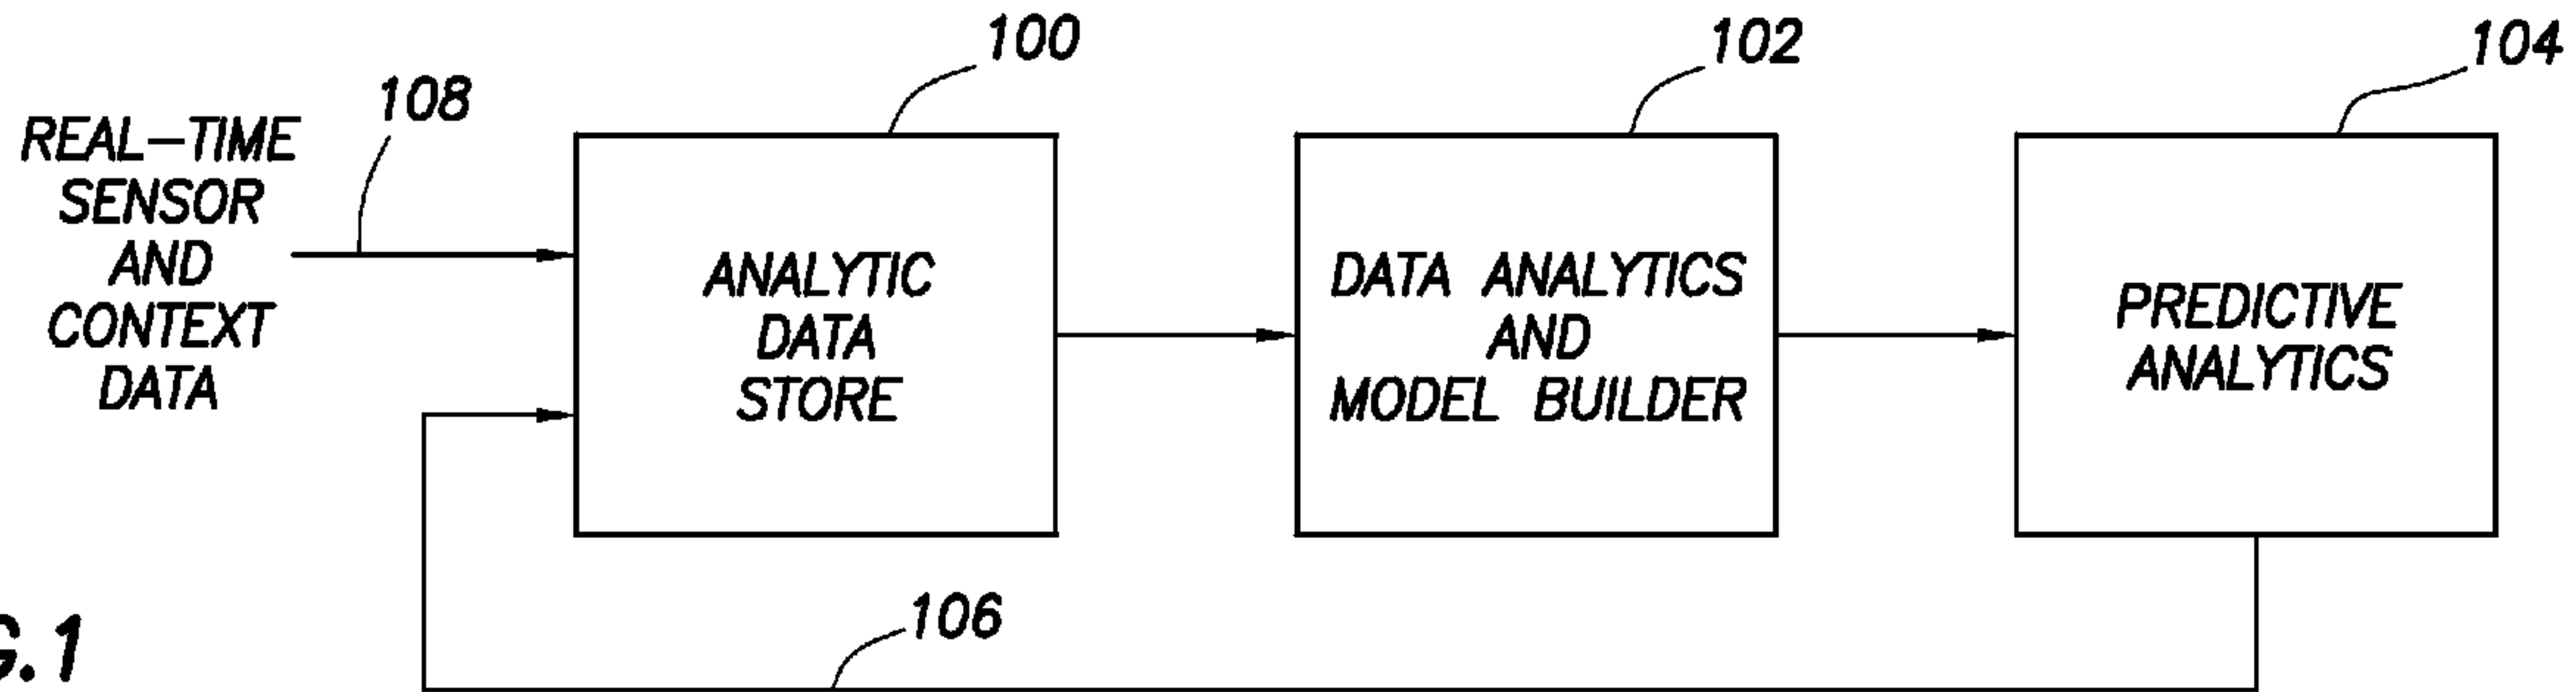 100
102
104
108
REAL-TIME
SENSOR
AND
CONTEXT
DATA
ANALYTIC
DATA
STORE
DATA ANALYTICS
AND
MODEL BUILDER
PREDICTIVE
ANALYTICS
106
G.1